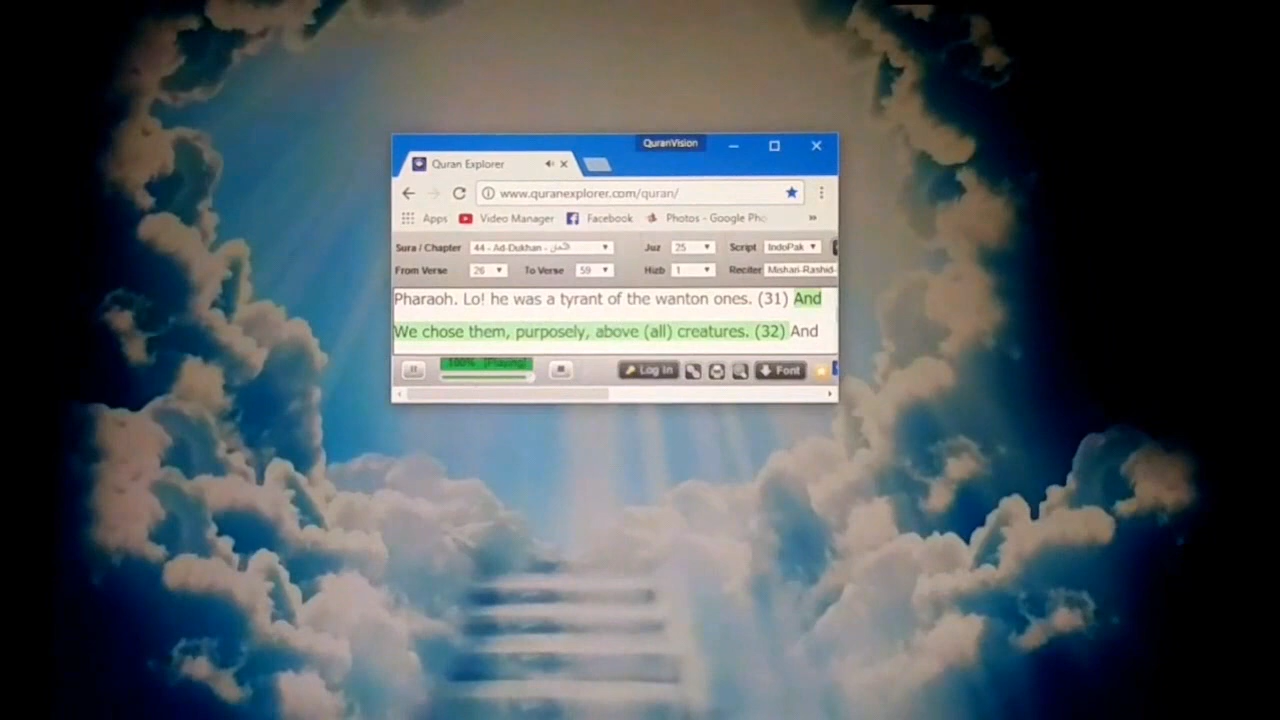 QuranVision
Quran Explorer
www.quranexplorer.com/quran/
Apps Video Manager Facebook Photos - Google Pho »
Sura / Chapter 44 - Ad-Dukhan - Juz 25 Script IndoPak
From Verse 26 To Verse 59 Hizb 1 Reciter Mishari-Rashid-
Pharaoh. Lo! he was a tyrant of the wanton ones. (31) And
We chose them, purposely, above (all) creatures. (32) And
100% [Playing] Log In Font